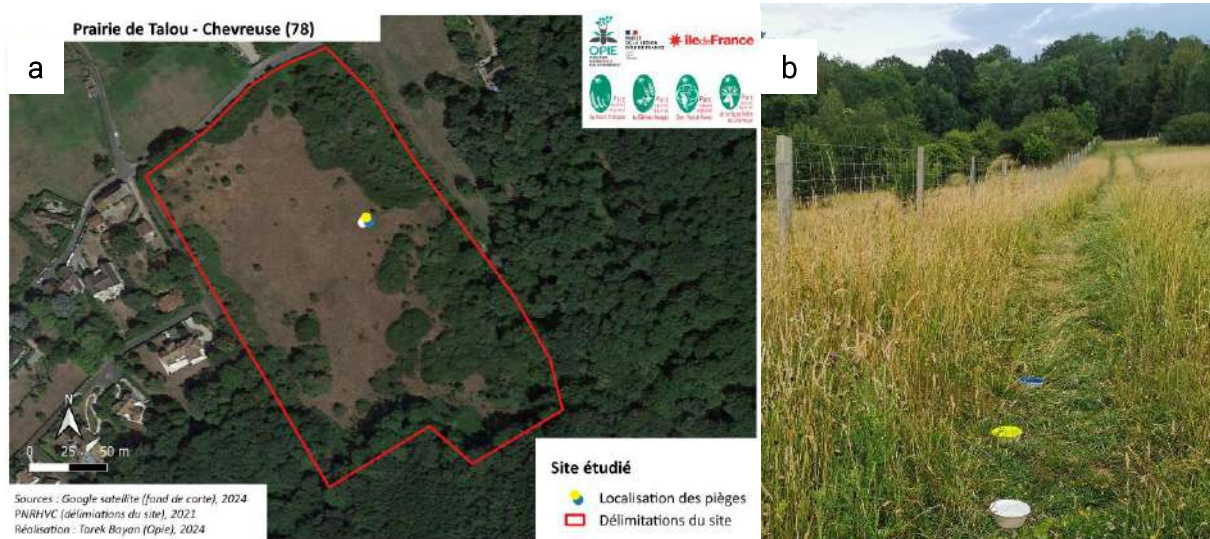 Prairie de Talou - Chevreuse (78)
a
OPIE
île de France
Parc
Parc
Parc
Parc
b
N
0 25 50 m
Sources : Google satellite (fond de carte), 2024
PNRHVC (délimiations du site), 2021
Réalisation : Tarek Bayan (Opie), 2024
Site étudié
Localisation des pièges
Délimitations du site